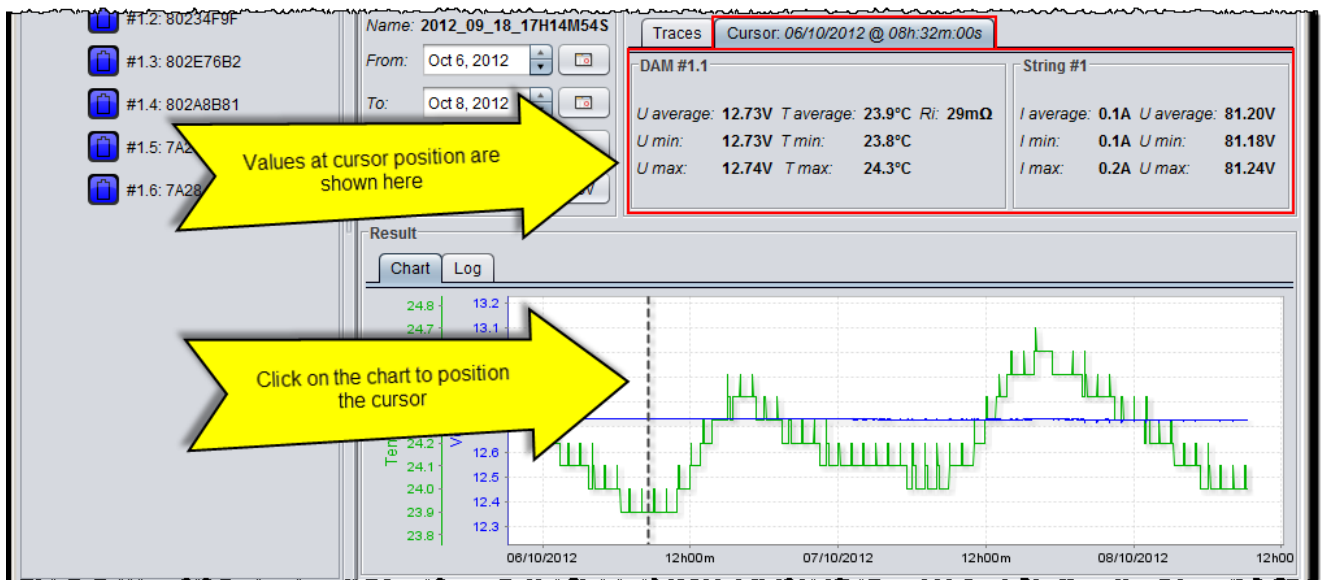 #1.2: 80234F9F
#1.3: 802E76B2
#1.4: 802A8B81
#1.5: 7A2
#1.6: 7A28
Name: 2012_09_18_17H14M54S
From: Oct 6, 2012
To: Oct 8, 2012
Traces
Cursor: 06/10/2012 @ 08h:32m:00s
DAM #1.1
U average: 12.73V T average: 23.9°C Ri: 29mΩ
U min: 12.73V T min: 23.8°C
U max: 12.74V T max: 24.3°C
String #1
I average: 0.1A U average: 81.20V
I min: 0.1A U min: 81.18V
I max: 0.2A U max: 81.24V
Values at cursor position are
shown here
Result
Chart
Log
Click on the chart to position
the cursor
24.8
24.7
24.2
24.1
24.0
23.9
23.8
Tem
13.2
13.1
12.6
12.5
12.4
12.3
V
06/10/2012
12h00m
07/10/2012
12h00m
08/10/2012
12h00